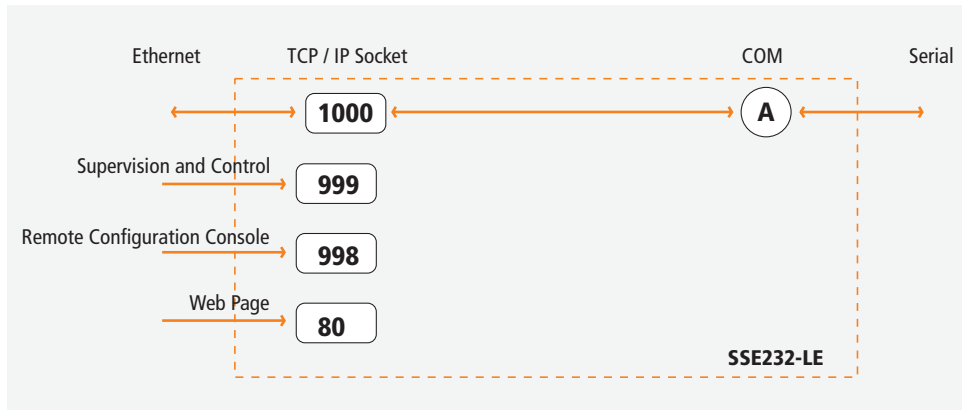 Ethernet TCP / IP Socket COM Serial
1000 A
Supervision and Control
999
Remote Configuration Console
998
Web Page
80
SSE232-LE